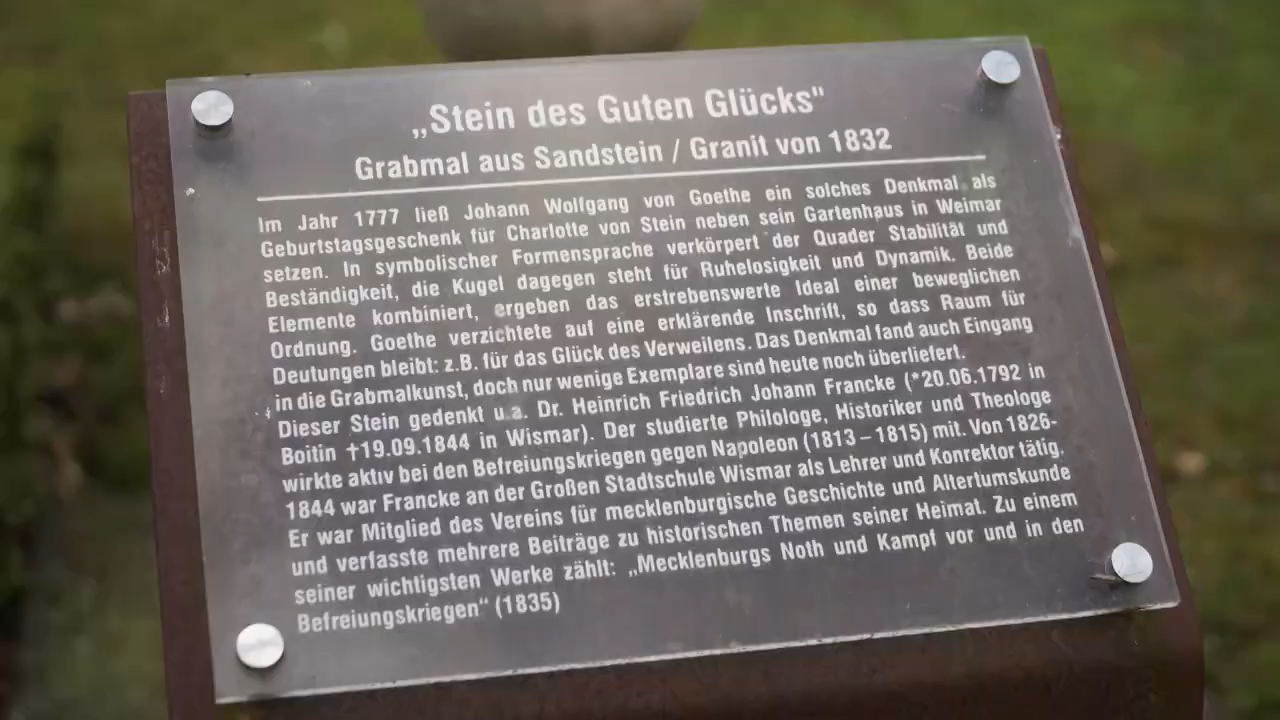 „Stein des Guten Glücks"
Grabmal aus Sandstein / Granit von 1832
Im Jahr 1777 ließ Johann Wolfgang von Goethe ein solches Denkmal als
Geburtstagsgeschenk für Charlotte von Stein neben sein Gartenhaus in Weimar
setzen. In symbolischer Formensprache verkörpert der Quader Stabilität und
Beständigkeit, die Kugel dagegen steht für Ruhelosigkeit und Dynamik. Beide
Elemente kombiniert, ergeben das erstrebenswerte Ideal einer beweglichen
Ordnung. Goethe verzichtete auf eine erklärende Inschrift, so dass Raum für
Deutungen bleibt: z.B. für das Glück des Verweilens. Das Denkmal fand auch Eingang
in die Grabmalkunst, doch nur wenige Exemplare sind heute noch überliefert.
Dieser Stein gedenkt u.a. Dr. Heinrich Friedrich Johann Francke (*20.06.1792 in
Boitin †19.09.1844 in Wismar). Der studierte Philologe, Historiker und Theologe
wirkte aktiv bei den Befreiungskriegen gegen Napoleon (1813 – 1815) mit. Von 1826-
1844 war Francke an der Großen Stadtschule Wismar als Lehrer und Konrektor tätig.
Er war Mitglied des Vereins für mecklenburgische Geschichte und Altertumskunde
und verfasste mehrere Beiträge zu historischen Themen seiner Heimat. Zu einem
seiner wichtigsten Werke zählt: „Mecklenburgs Noth und Kampf vor und in den
Befreiungskriegen" (1835)